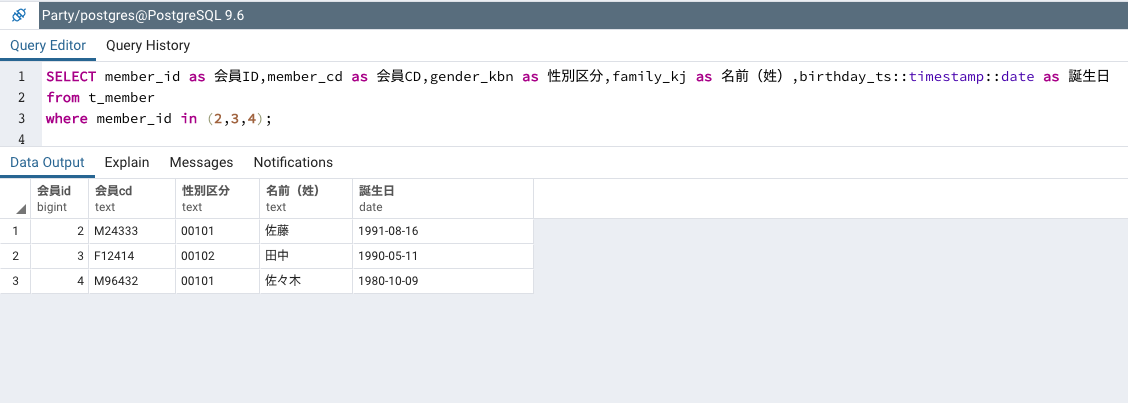 Party/postgres@PostgreSQL 9.6
Query Editor Query History
1 SELECT member_id as 会員ID,member_cd as 会員CD,gender_kbn as 性別区分,family_kj as 名前（姓）,birthday_ts::timestamp::date as 誕生日
2 from t_member
3 where member_id in (2,3,4);
4
Data Output Explain Messages Notifications
会員id 会員cd 性別区分 名前（姓） 誕生日
bigint text text text date
1 2 M24333 00101 佐藤 1991-08-16
2 3 F12414 00102 田中 1990-05-11
3 4 M96432 00101 佐々木 1980-10-09